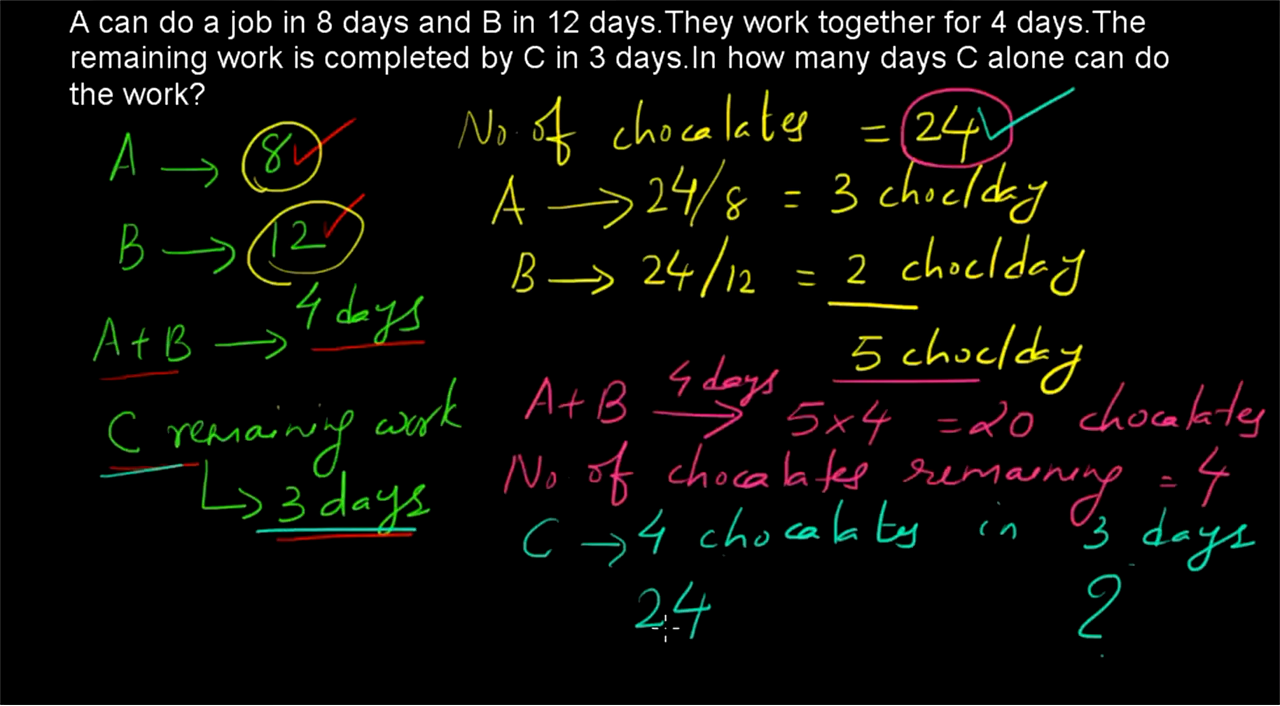 A can do a job in 8 days and B in 12 days.They work together for 4 days.The
remaining work is completed by C in 3 days.In how many days C alone can do
the work?
A → 8 ✓
B → 12 ✓
A+B → 4 days
C remaining work
↳ 3 days
No. of chocalates = 24 ✓
A → 24/8 = 3 choc/day
B → 24/12 = 2 choc/day
5 choc/day
A+B 4 days → 5×4 = 20 chocalates
No. of chocalates remaining = 4
C → 4 chocalates in 3 days
24 ?